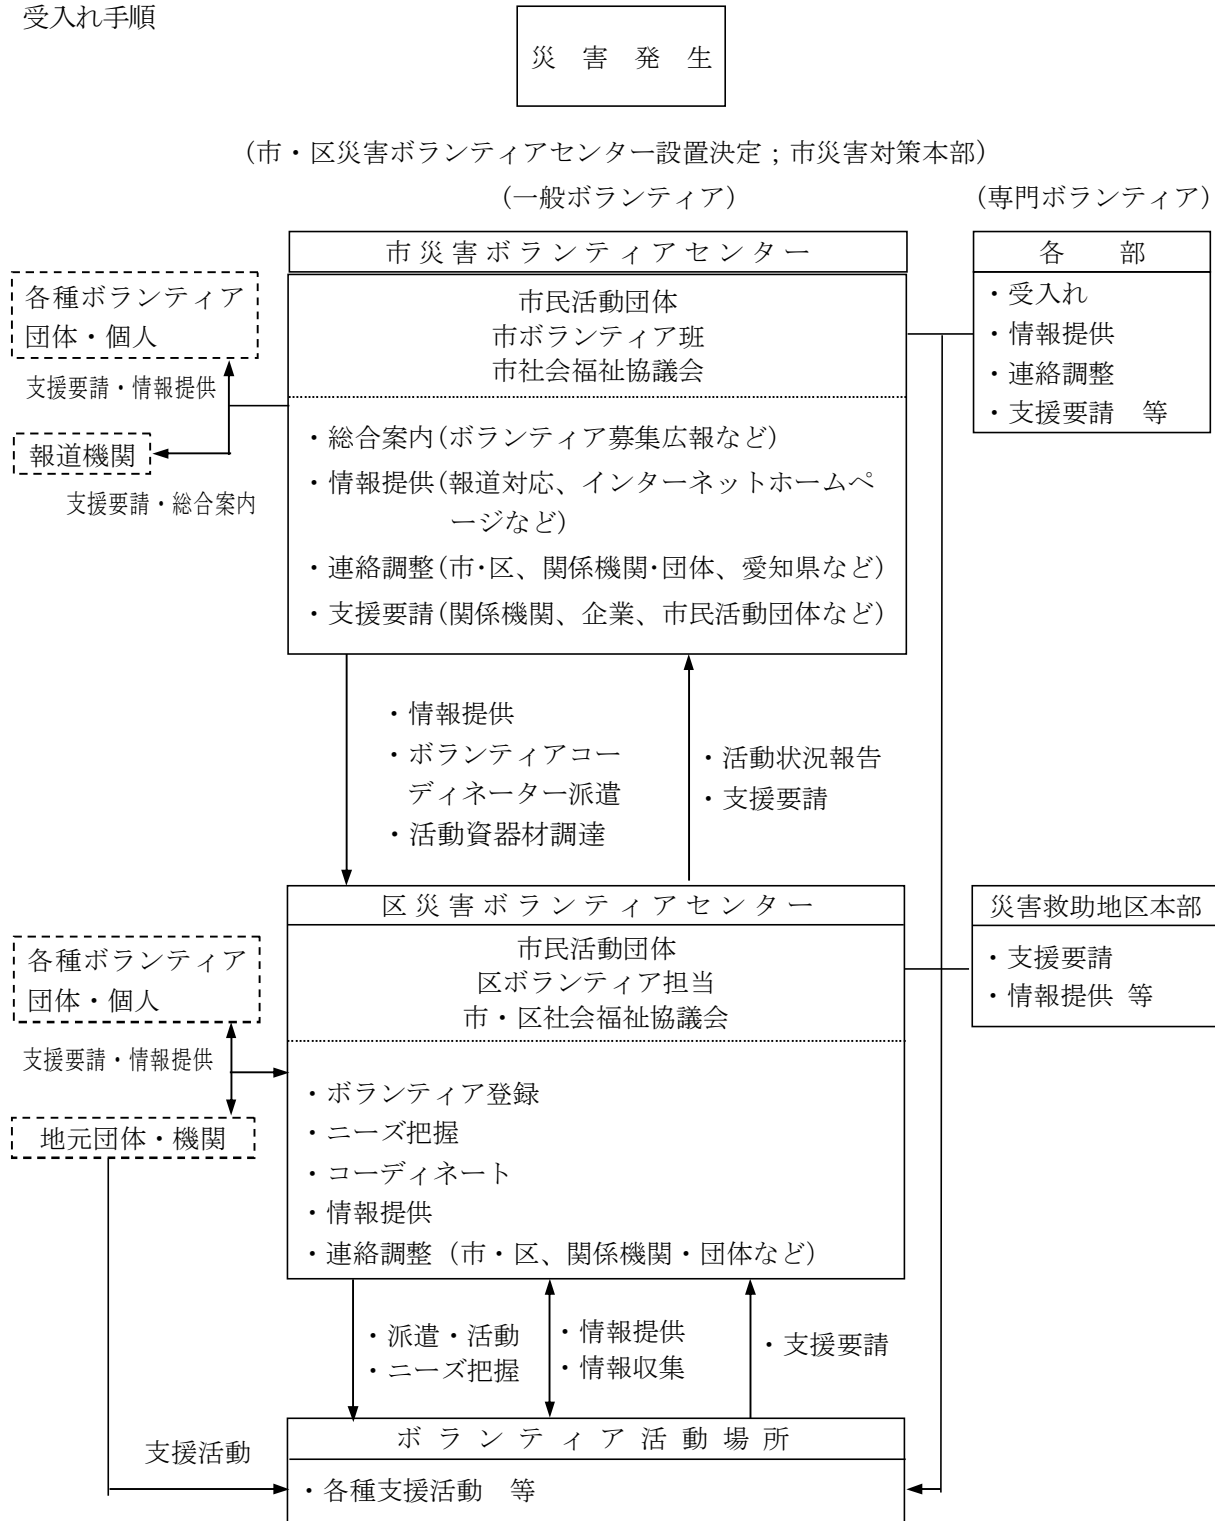 受入れ手順
災害発生
(市・区災害ボランティアセンター設置決定；市災害対策本部)
(一般ボランティア)
(専門ボランティア)
市災害ボランティアセンター
市民活動団体
市ボランティア班
市社会福祉協議会
・総合案内(ボランティア募集広報など)
・情報提供(報道対応、インターネットホームペ
ージなど)
・連絡調整(市・区、関係機関・団体、愛知県など)
・支援要請(関係機関、企業、市民活動団体など)
各種ボランティア
団体・個人
支援要請・情報提供
報道機関
支援要請・総合案内
各　部
・受入れ
・情報提供
・連絡調整
・支援要請　等
・情報提供
・ボランティアコー
ディネーター派遣
・活動資器材調達
・活動状況報告
・支援要請
区災害ボランティアセンター
市民活動団体
区ボランティア担当
市・区社会福祉協議会
・ボランティア登録
・ニーズ把握
・コーディネート
・情報提供
・連絡調整（市・区、関係機関・団体など）
各種ボランティア
団体・個人
支援要請・情報提供
地元団体・機関
災害救助地区本部
・支援要請
・情報提供 等
・派遣・活動
・ニーズ把握
・情報提供
・情報収集
・支援要請
支援活動
ボランティア活動場所
・各種支援活動　等